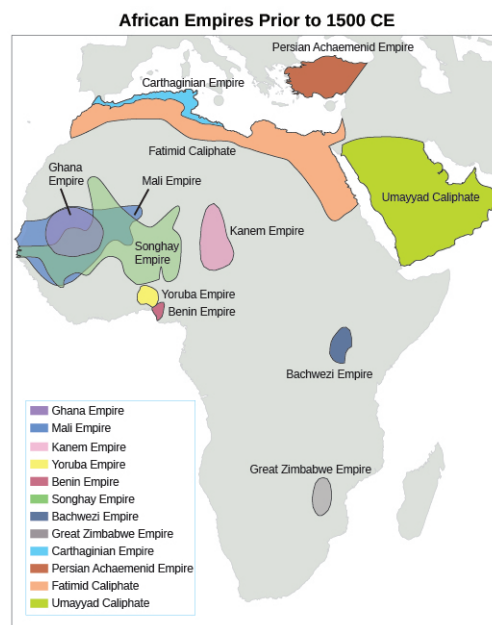 African Empires Prior to 1500 CE
Persian Achaemenid Empire
Carthaginian Empire
Fatimid Caliphate
Ghana
Empire
Mali Empire
Umayyad Caliphate
Kanem Empire
Songhay
Empire
Yoruba Empire
Benin Empire
Bachwezi Empire
Great Zimbabwe Empire
Ghana Empire
Mali Empire
Kanem Empire
Yoruba Empire
Benin Empire
Songhay Empire
Bachwezi Empire
Great Zimbabwe Empire
Carthaginian Empire
Persian Achaemenid Empire
Fatimid Caliphate
Umayyad Caliphate